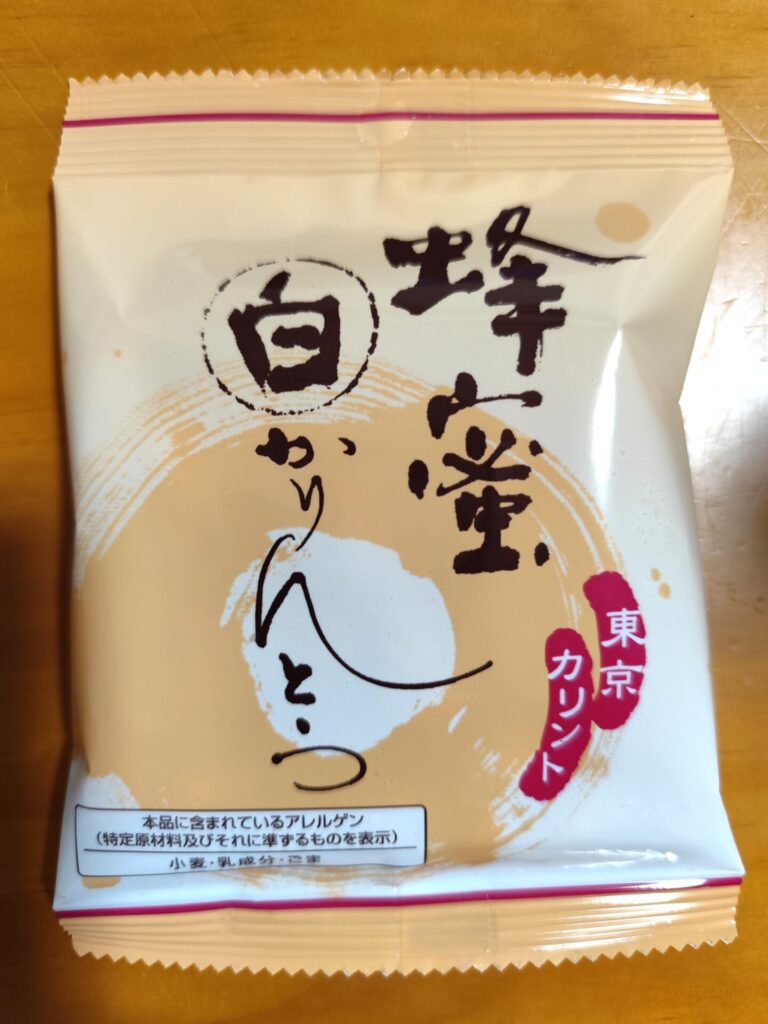 蜂蜜
白かりんとう
東京
カリント
本品に含まれているアレルゲン
(特定原材料及びそれに準ずるものを表示)
小麦・乳成分・ごま